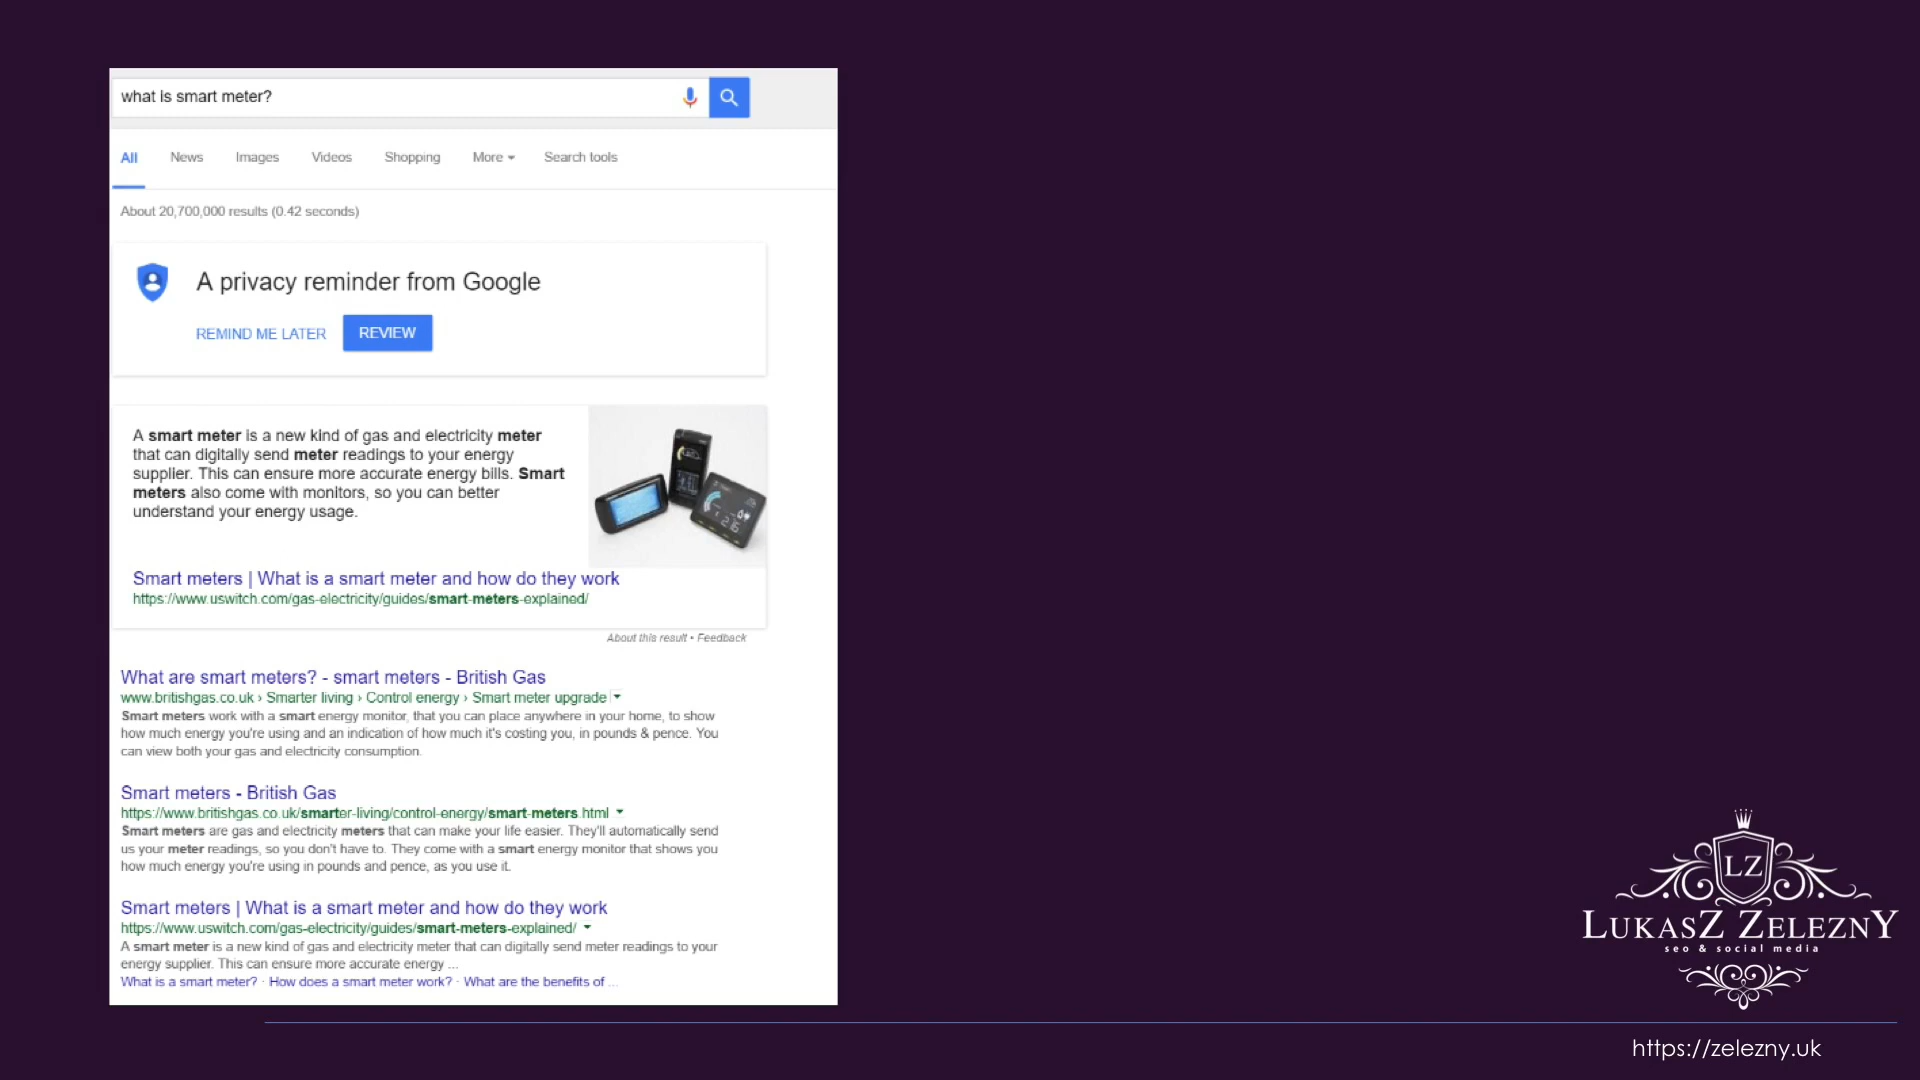 what is smart meter?
All News Images Videos Shopping More Search tools
About 20,700,000 results (0.42 seconds)
A privacy reminder from Google
REMIND ME LATER REVIEW
A smart meter is a new kind of gas and electricity meter
that can digitally send meter readings to your energy
supplier. This can ensure more accurate energy bills. Smart
meters also come with monitors, so you can better
understand your energy usage.
Smart meters | What is a smart meter and how do they work
https://www.uswitch.com/gas-electricity/guides/smart-meters-explained/
About this result • Feedback
What are smart meters? - smart meters - British Gas
www.britishgas.co.uk › Smarter living › Control energy › Smart meter upgrade
Smart meters work with a smart energy monitor, that you can place anywhere in your home, to show
how much energy you're using and an indication of how much it's costing you, in pounds & pence. You
can view both your gas and electricity consumption.
Smart meters - British Gas
https://www.britishgas.co.uk/smarter-living/control-energy/smart-meters.html
Smart meters are gas and electricity meters that can make your life easier. They'll automatically send
us your meter readings, so you don't have to. They come with a smart energy monitor that shows you
how much energy you're using in pounds and pence, as you use it.
Smart meters | What is a smart meter and how do they work
https://www.uswitch.com/gas-electricity/guides/smart-meters-explained/
A smart meter is a new kind of gas and electricity meter that can digitally send meter readings to your
energy supplier. This can ensure more accurate energy ...
What is a smart meter? · How does a smart meter work? · What are the benefits of ...
LZ
LUKASZ ZELEZNY
seo & social media
https://zelezny.uk